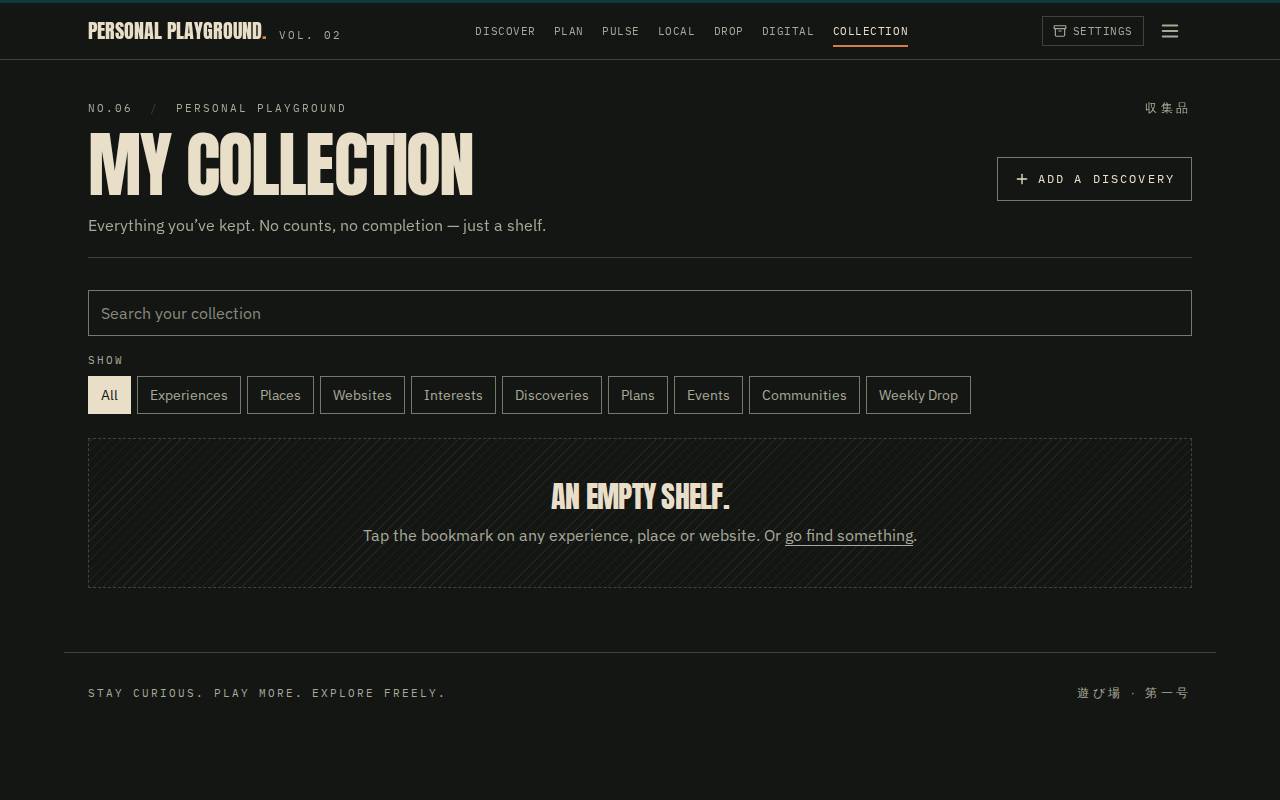 PERSONAL PLAYGROUND. VOL. 02
DISCOVER PLAN PULSE LOCAL DROP DIGITAL COLLECTION
SETTINGS
NO.06 / PERSONAL PLAYGROUND
収集品
MY COLLECTION
+ ADD A DISCOVERY
Everything you’ve kept. No counts, no completion — just a shelf.
Search your collection
SHOW
All Experiences Places Websites Interests Discoveries Plans Events Communities Weekly Drop
AN EMPTY SHELF.
Tap the bookmark on any experience, place or website. Or go find something.
STAY CURIOUS. PLAY MORE. EXPLORE FREELY.
遊び場 · 第一号